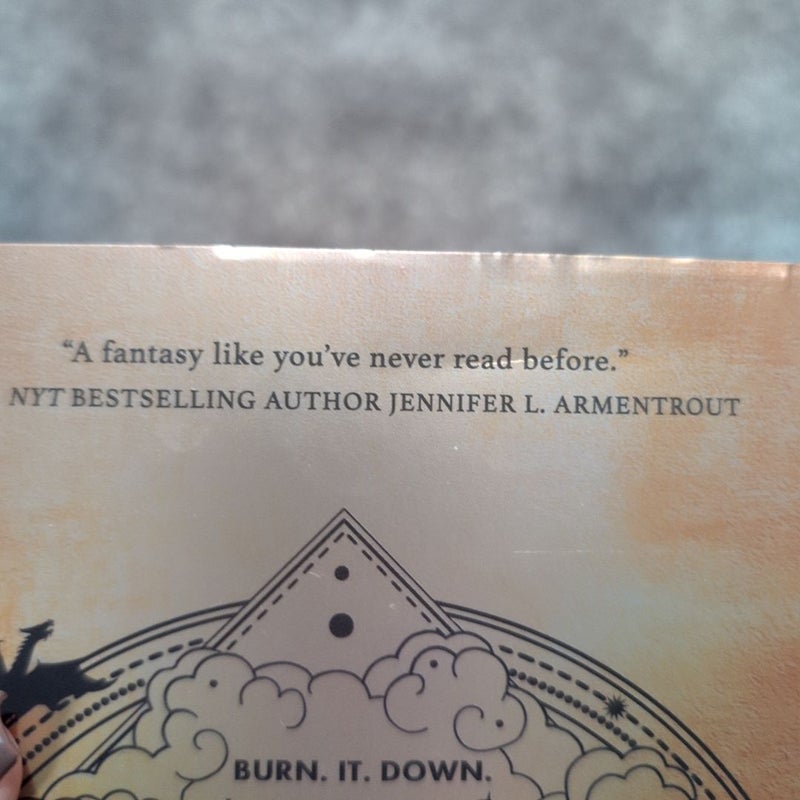 “A fantasy like you’ve never read before.”
NYT BESTSELLING AUTHOR JENNIFER L. ARMENTROUT
BURN. IT. DOWN.